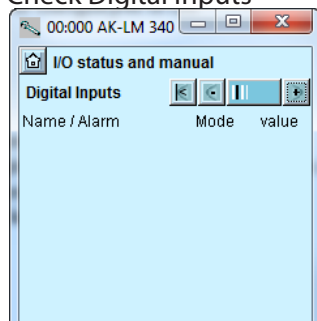 Check Digital Inputs
00:000 AK-LM 340
I/O status and manual
Digital Inputs
Name / Alarm Mode value